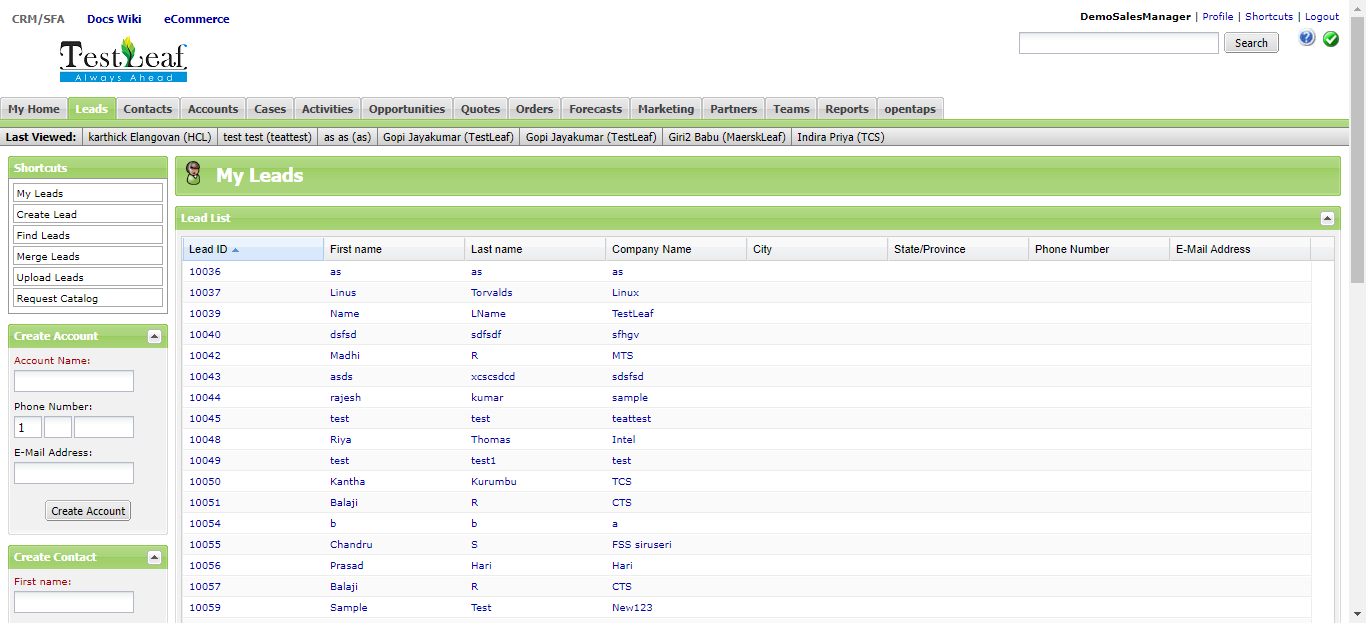 CRM/SFA Docs Wiki eCommerce
DemoSalesManager | Profile | Shortcuts | Logout
TestLeaf
Always Ahead
Search
My Home Leads Contacts Accounts Cases Activities Opportunities Quotes Orders Forecasts Marketing Partners Teams Reports opentaps
Last Viewed: karthick Elangovan (HCL) test test (teattest) as as (as) Gopi Jayakumar (TestLeaf) Gopi Jayakumar (TestLeaf) Giri2 Babu (MaerskLeaf) Indira Priya (TCS)
Shortcuts
My Leads
Create Lead
Find Leads
Merge Leads
Upload Leads
Request Catalog
Create Account
Account Name:
Phone Number:
1
E-Mail Address:
Create Account
Create Contact
First name:
My Leads
Lead List
Lead ID First name Last name Company Name City State/Province Phone Number E-Mail Address
10036 as as as
10037 Linus Torvalds Linux
10039 Name LName TestLeaf
10040 dsfsd sdfsdf sfhgv
10042 Madhi R MTS
10043 asds xcscsdcd sdsfsd
10044 rajesh kumar sample
10045 test test teattest
10048 Riya Thomas Intel
10049 test test1 test
10050 Kantha Kurumbu TCS
10051 Balaji R CTS
10054 b b a
10055 Chandru S FSS siruseri
10056 Prasad Hari Hari
10057 Balaji R CTS
10059 Sample Test New123